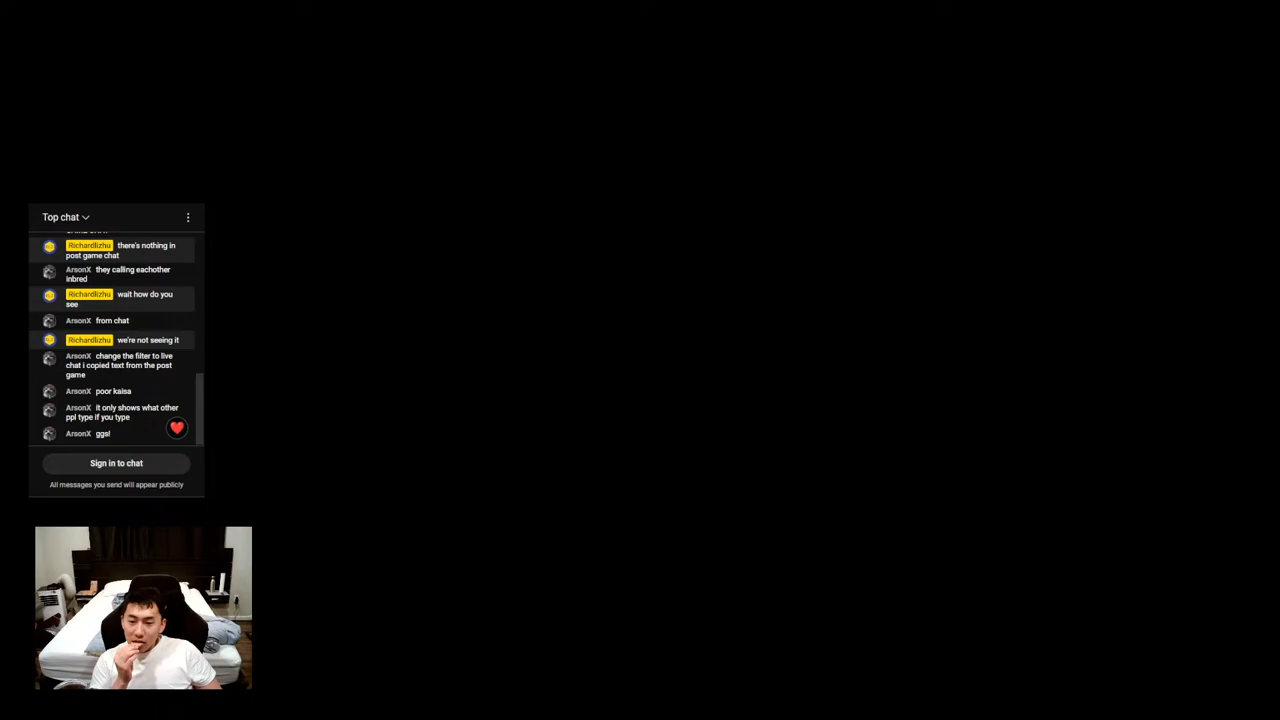 Top chat
Richardlizhu there's nothing in
post game chat
ArsonX they calling eachother
inbred
Richardlizhu wait how do you
see
ArsonX from chat
Richardlizhu we're not seeing it
ArsonX change the filter to live
chat i copied text from the post
game
ArsonX poor kaisa
ArsonX it only shows what other
ppl type if you type
ArsonX ggs!
Sign in to chat
All messages you send will appear publicly